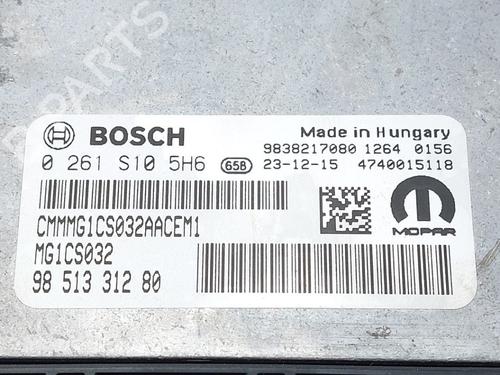 B-PARTS
BOSCH
Made in Hungary
0 261 S10 5H6 658
9838217080 1264 0156
23-12-15 4740015118
CMMMG1CS032AACEM1
MG1CS032
98 513 312 80
MOPAR